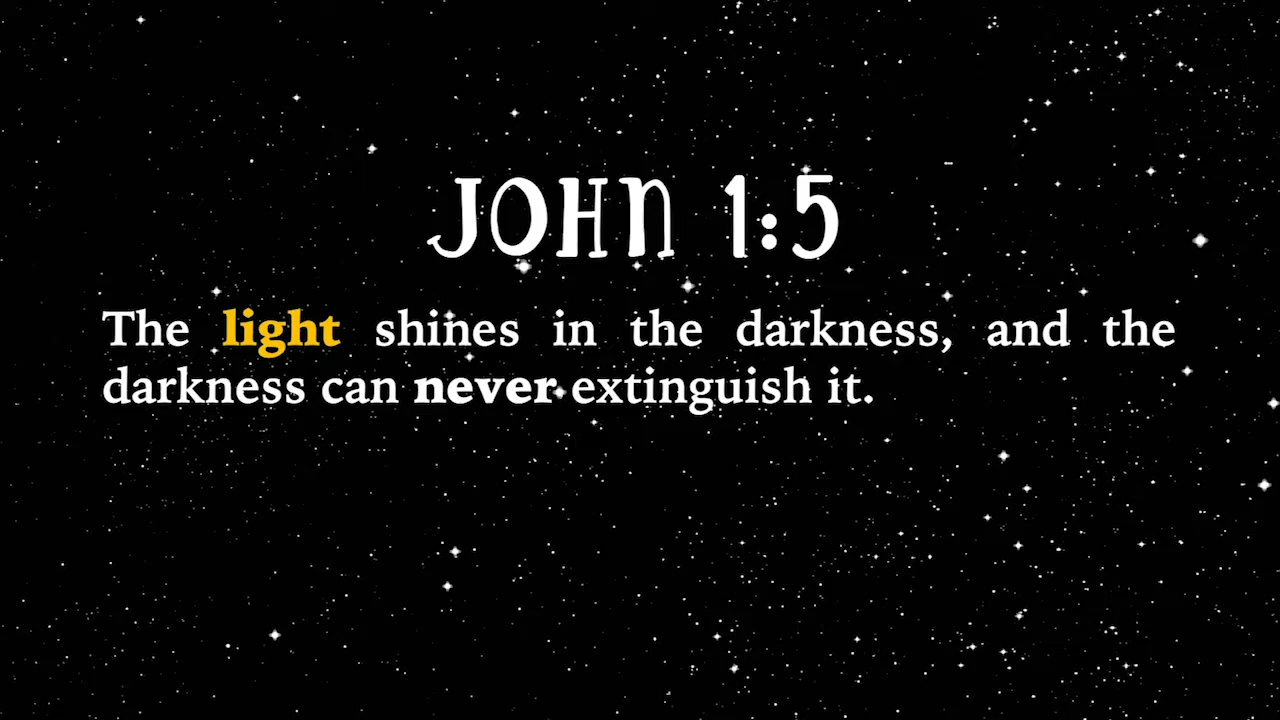 JOHN 1:5
The light shines in the darkness, and the
darkness can never extinguish it.